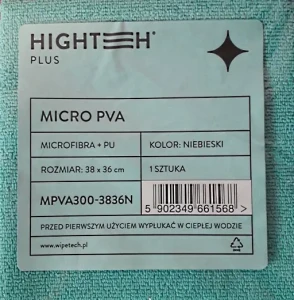 HIGHTECH®
PLUS
MICRO PVA
MICROFIBRA + PU
KOLOR: NIEBIESKI
ROZMIAR: 38 x 36 cm
1 SZTUKA
MPVA300-3836N
5 902349 661568 >
PRZED PIERWSZYM UŻYCIEM WYPŁUKAĆ W CIEPŁEJ WODZIE
www.wipetech.pl